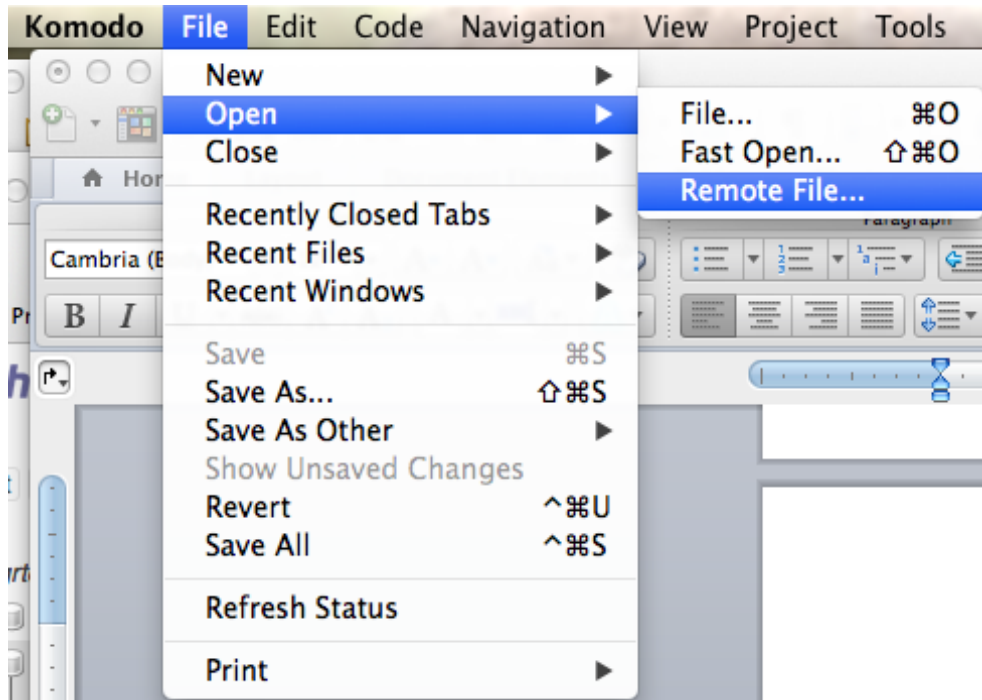 Komodo File Edit Code Navigation View Project Tools
New
Open
Close
Recently Closed Tabs
Recent Files
Recent Windows
Save ⌘S
Save As... ⇧⌘S
Save As Other
Show Unsaved Changes
Revert ^⌘U
Save All ^⌘S
Refresh Status
Print
File... ⌘O
Fast Open... ⇧⌘O
Remote File...
Paragraph
Cambria
B I